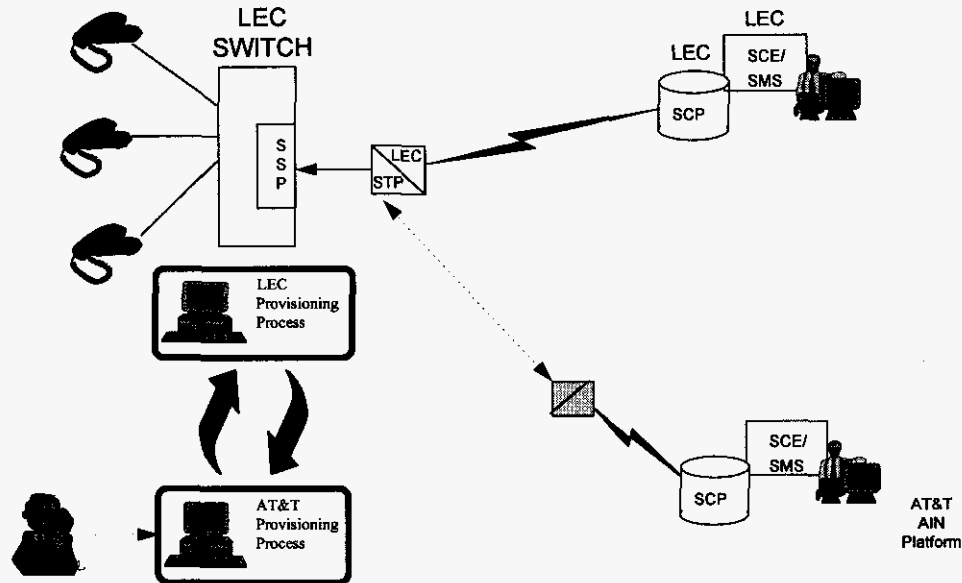 LEC
SWITCH
LEC
LEC
SCE/
SMS
SCP
S
S
P
LEC
STP
LEC
Provisioning
Process
AT&T
Provisioning
Process
SCE/
SMS
SCP
AT&T
AIN
Platform